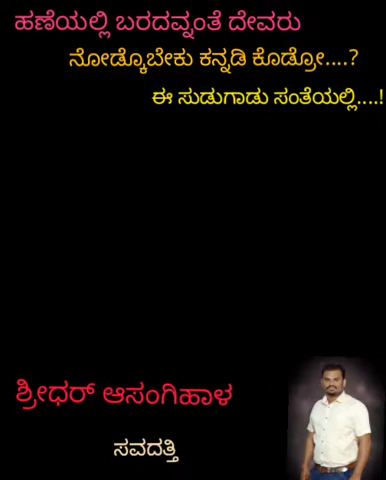 ಹಣೆಯಲ್ಲಿ ಬರದವ್ನಂತೆ ದೇವರು
ನೋಡ್ಕೊಬೇಕು ಕನ್ನಡಿ ಕೊಡ್ರೋ....?
ಈ ಸುಡುಗಾಡು ಸಂತೆಯಲ್ಲಿ....!
ಶ್ರೀಧರ್ ಆಸಂಗಿಹಾಳ
ಸವದತ್ತಿ